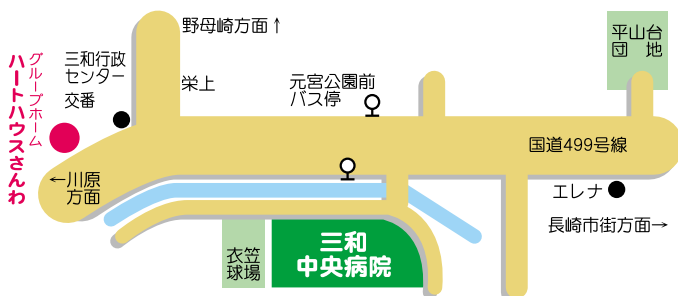 野母崎方面↑
平山台
団 地
グループホーム
ハートハウスさんわ
三和行政
センター
交番
栄上
元宮公園前
バス停
国道499号線
←川原
方面
エレナ
長崎市街方面→
衣笠
球場
三和
中央病院